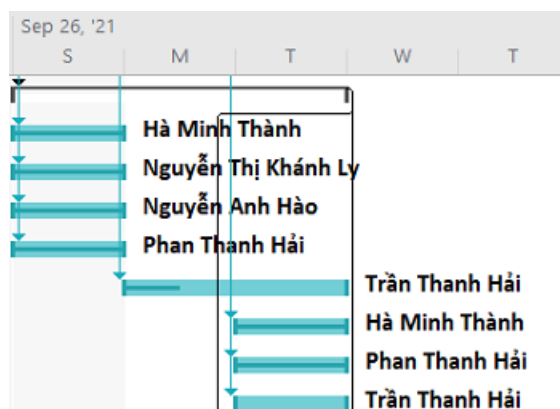 Sep 26, '21
S M T W T
Hà Minh Thành
Nguyễn Thị Khánh Ly
Nguyễn Anh Hào
Phan Thanh Hải
Trần Thanh Hải
Hà Minh Thành
Phan Thanh Hải
Trần Thanh Hải